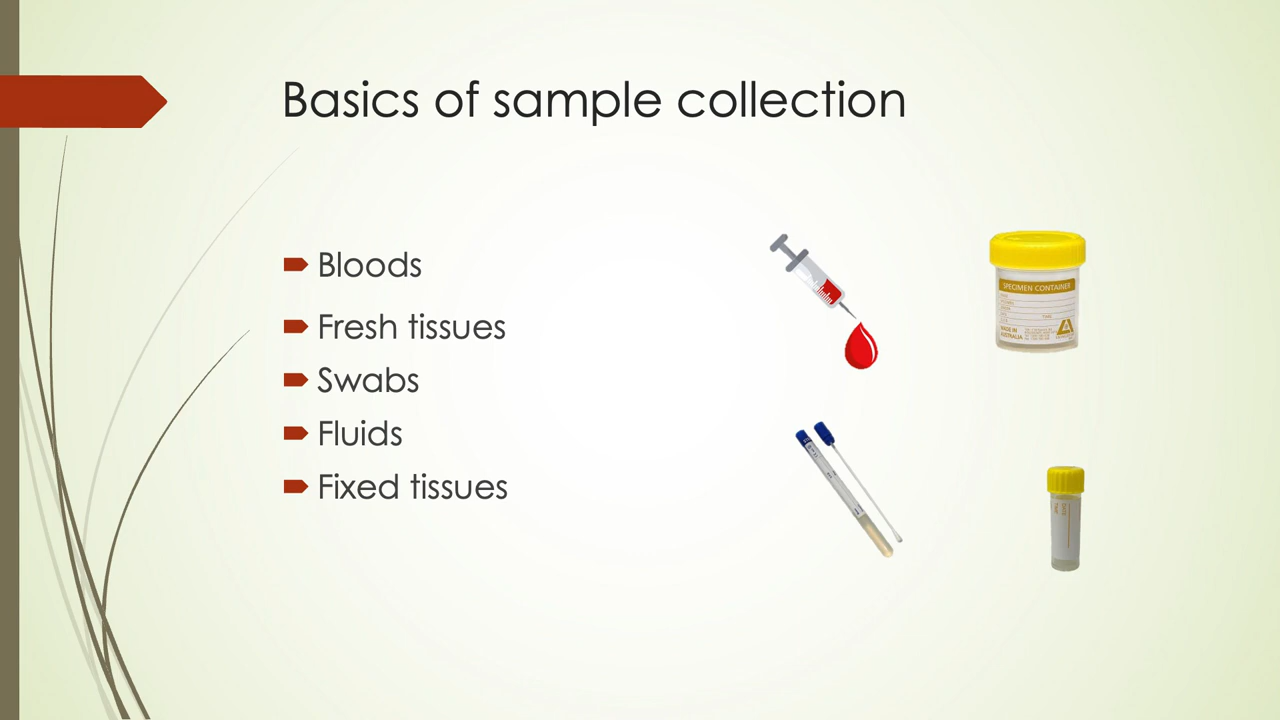 Basics of sample collection
Bloods
Fresh tissues
Swabs
Fluids
Fixed tissues
SPECIMEN CONTAINER
MADE IN
AUSTRALIA